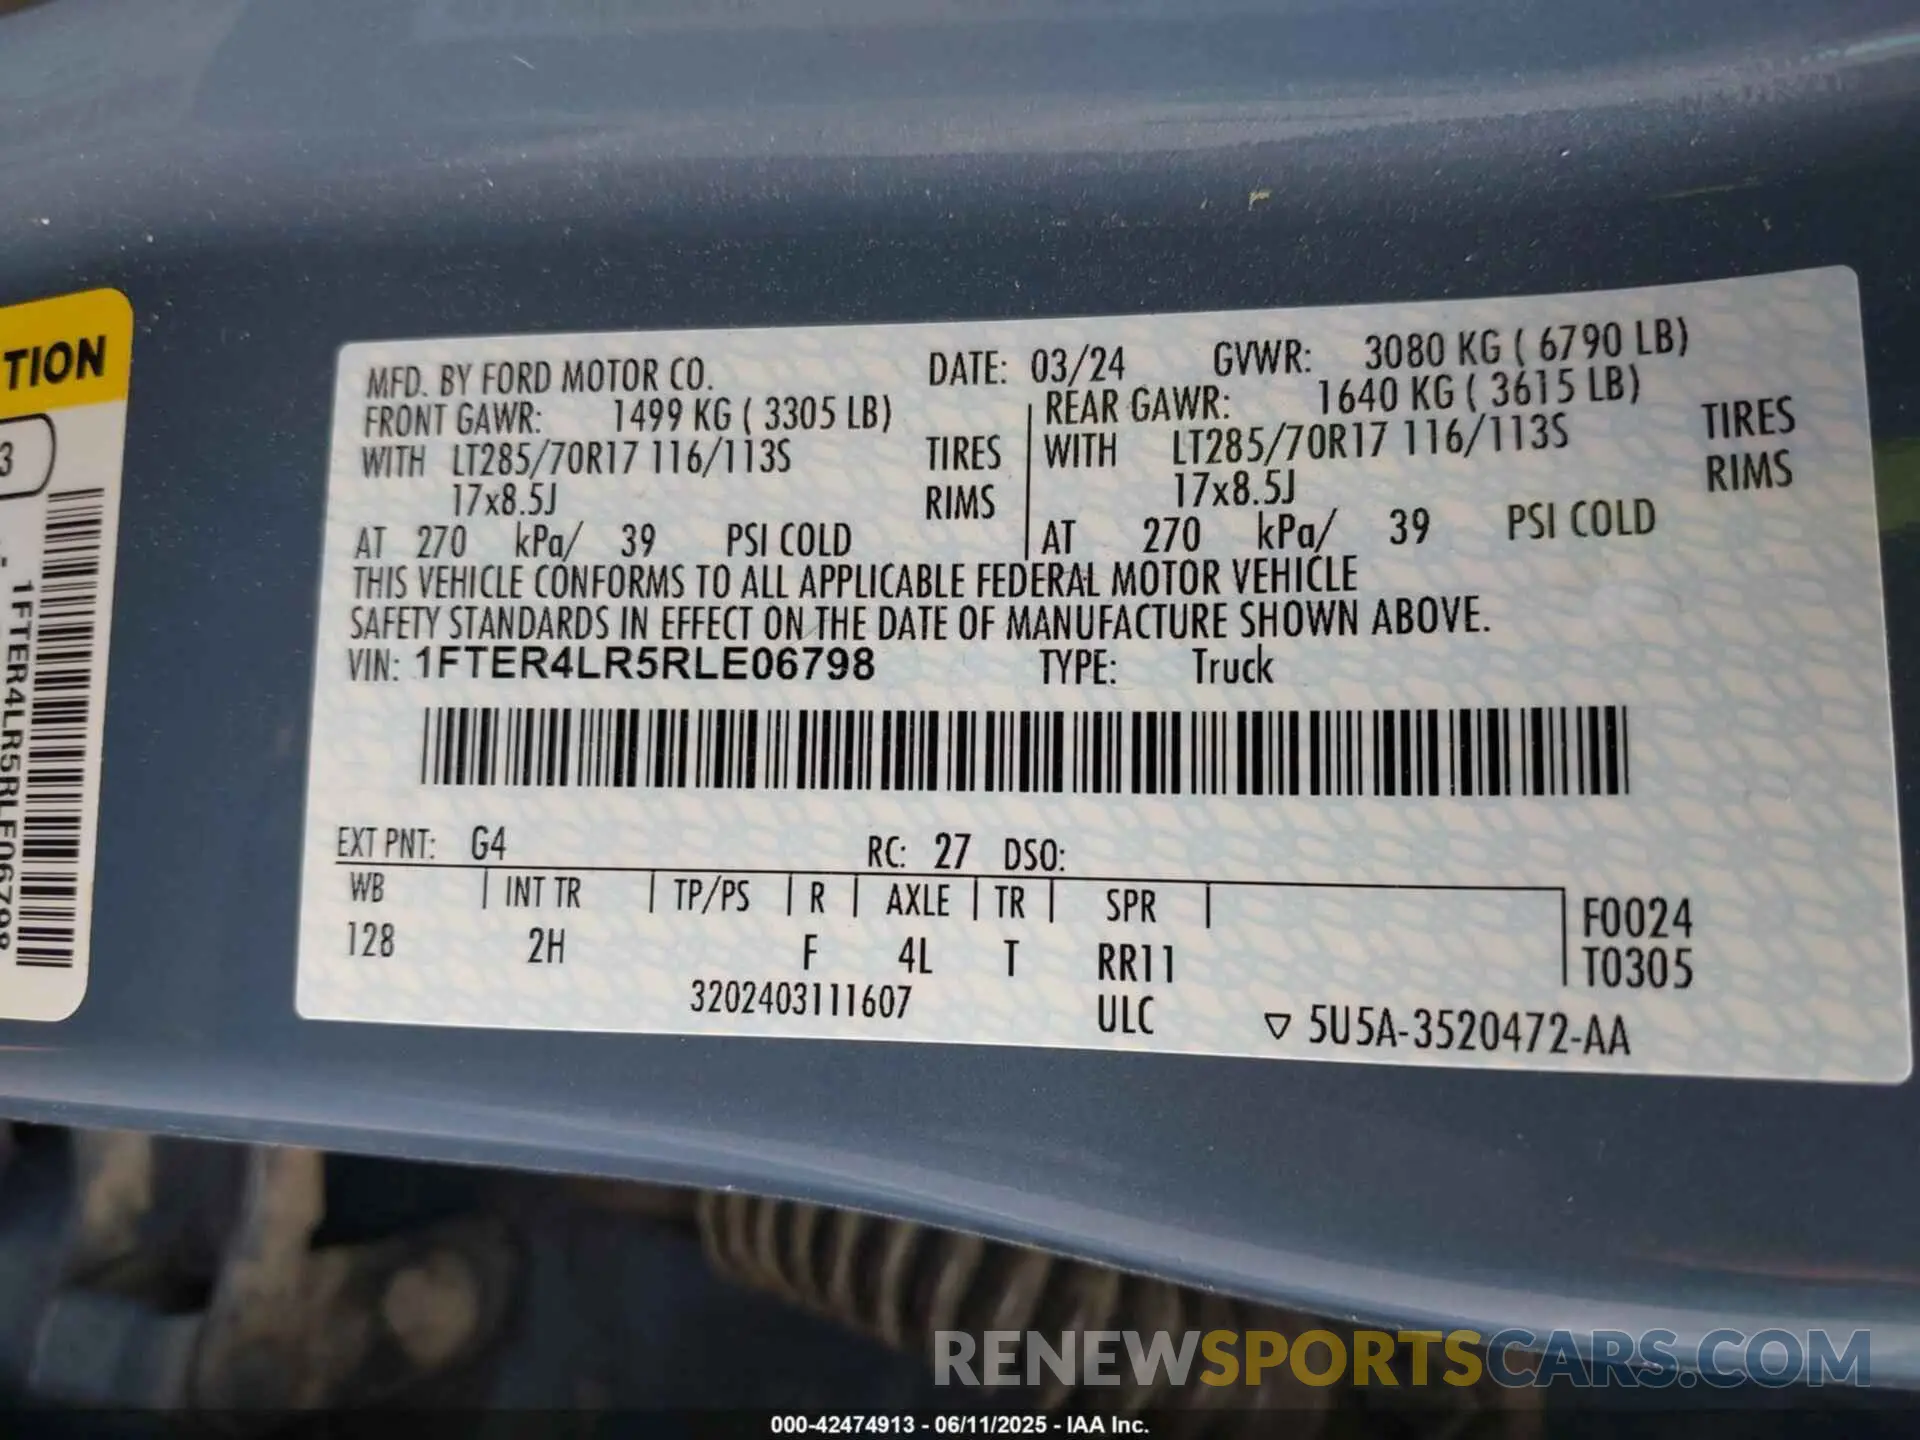 TION
3
1FTER4LR5RLE06798
MFD. BY FORD MOTOR CO. DATE: 03/24 GVWR: 3080 KG ( 6790 LB)
FRONT GAWR: 1499 KG ( 3305 LB) REAR GAWR: 1640 KG ( 3615 LB)
WITH LT285/70R17 116/113S TIRES WITH LT285/70R17 116/113S TIRES
17x8.5J RIMS 17x8.5J RIMS
AT 270 kPa/ 39 PSI COLD AT 270 kPa/ 39 PSI COLD
THIS VEHICLE CONFORMS TO ALL APPLICABLE FEDERAL MOTOR VEHICLE
SAFETY STANDARDS IN EFFECT ON THE DATE OF MANUFACTURE SHOWN ABOVE.
VIN: 1FTER4LR5RLE06798 TYPE: Truck
EXT PNT: G4 RC: 27 DSO:
WB INT TR TP/PS R AXLE TR SPR F0024
128 2H F 4L T RR11 T0305
3202403111607 ULC ▽ 5U5A-3520472-AA
RENEWSPORTSCARS.COM
000-42474913 - 06/11/2025 - IAA Inc.